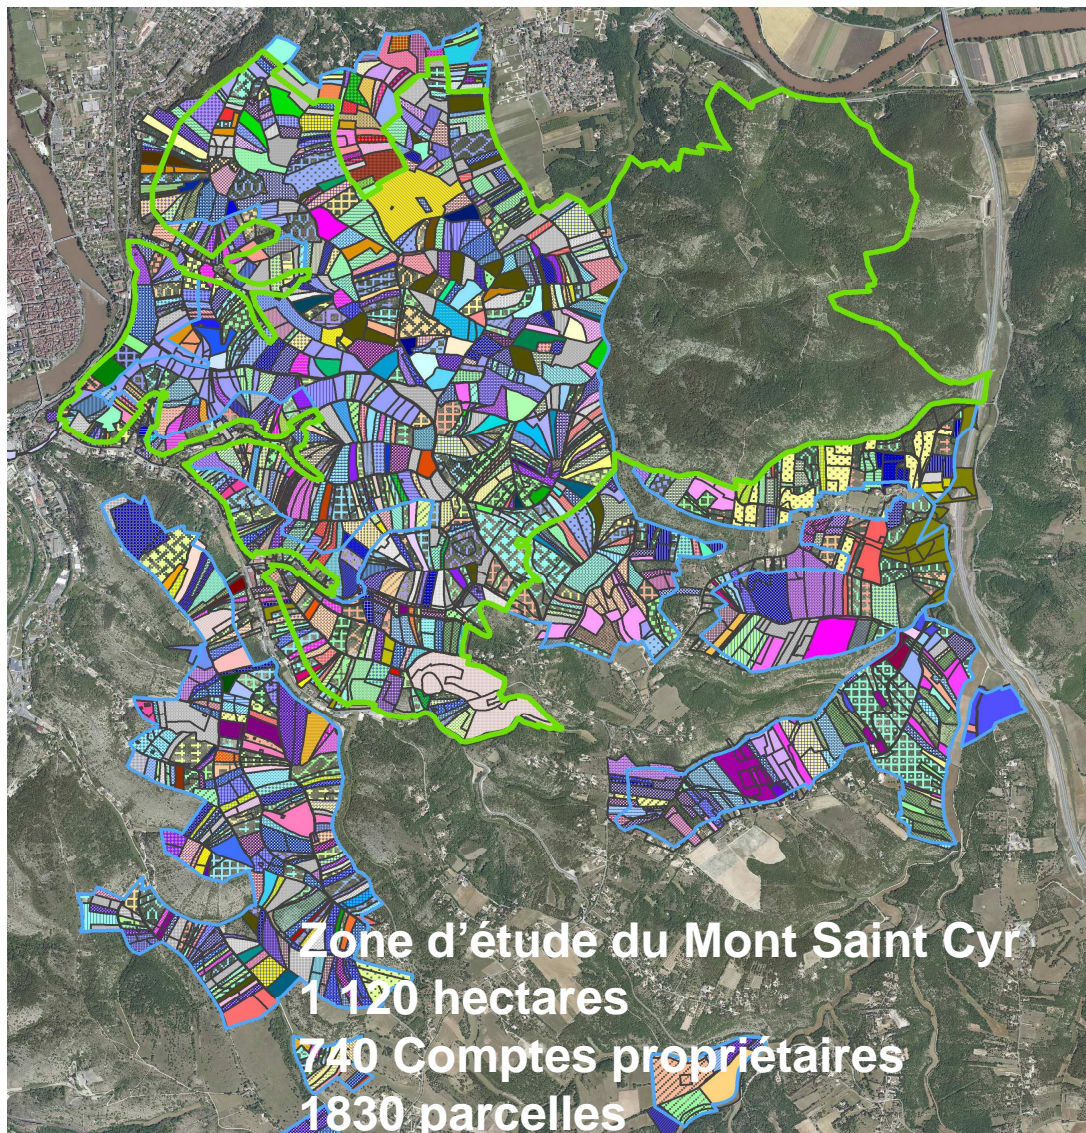 Zone d’étude du Mont Saint Cyr
1 120 hectares
740 Comptes propriétaires
1830 parcelles